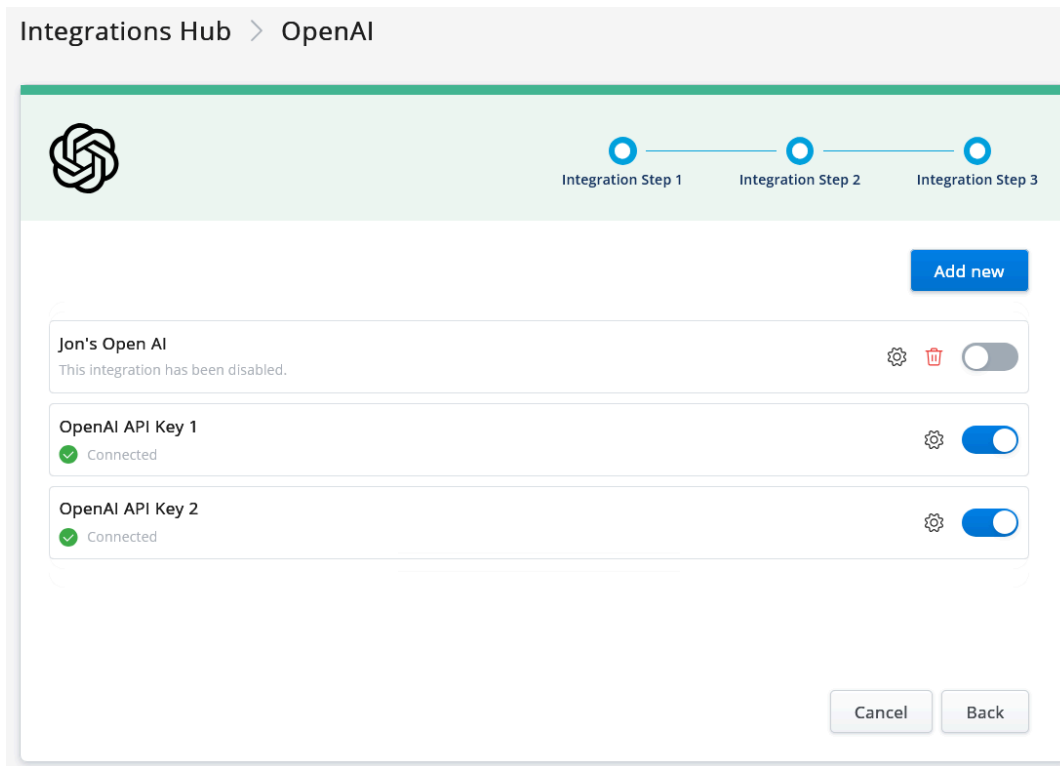 Integrations Hub > OpenAI
Integration Step 1 Integration Step 2 Integration Step 3
Add new
Jon's Open AI
This integration has been disabled.
OpenAI API Key 1
Connected
OpenAI API Key 2
Connected
Cancel Back